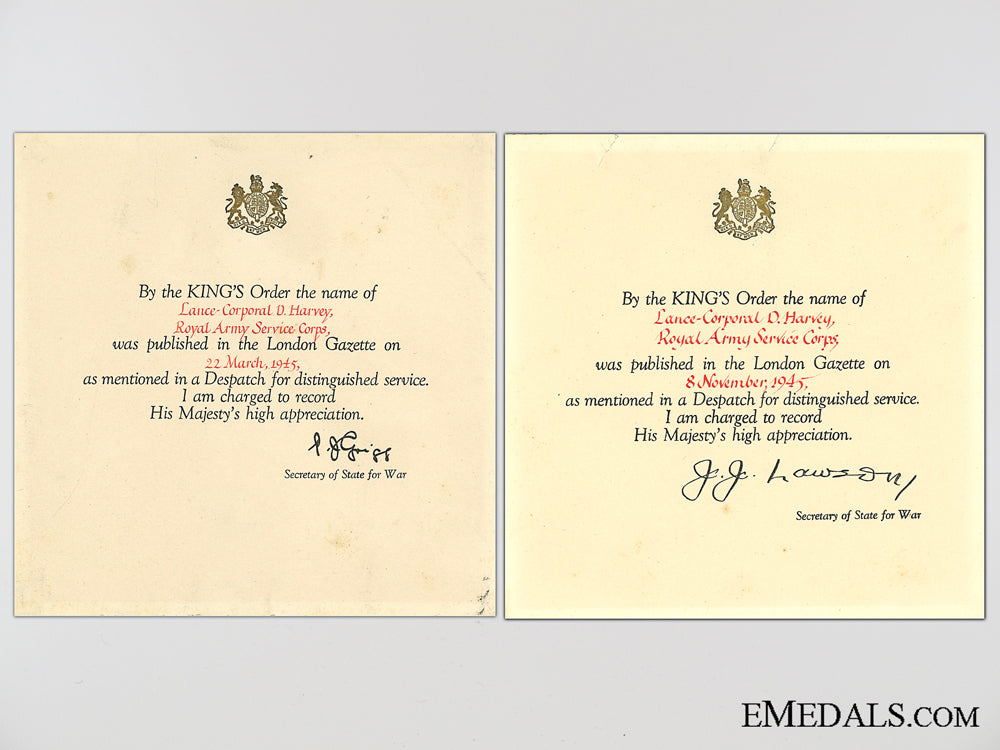 By the KING'S Order the name of
Lance-Corporal D. Harvey,
Royal Army Service Corps,
was published in the London Gazette on
22 March, 1945,
as mentioned in a Despatch for distinguished service.
I am charged to record
His Majesty's high appreciation.
P. J. Grigg
Secretary of State for War
By the KING'S Order the name of
Lance-Corporal D. Harvey,
Royal Army Service Corps,
was published in the London Gazette on
8 November, 1945,
as mentioned in a Despatch for distinguished service.
I am charged to record
His Majesty's high appreciation.
J. J. Lawson
Secretary of State for War
EMEDALS.COM